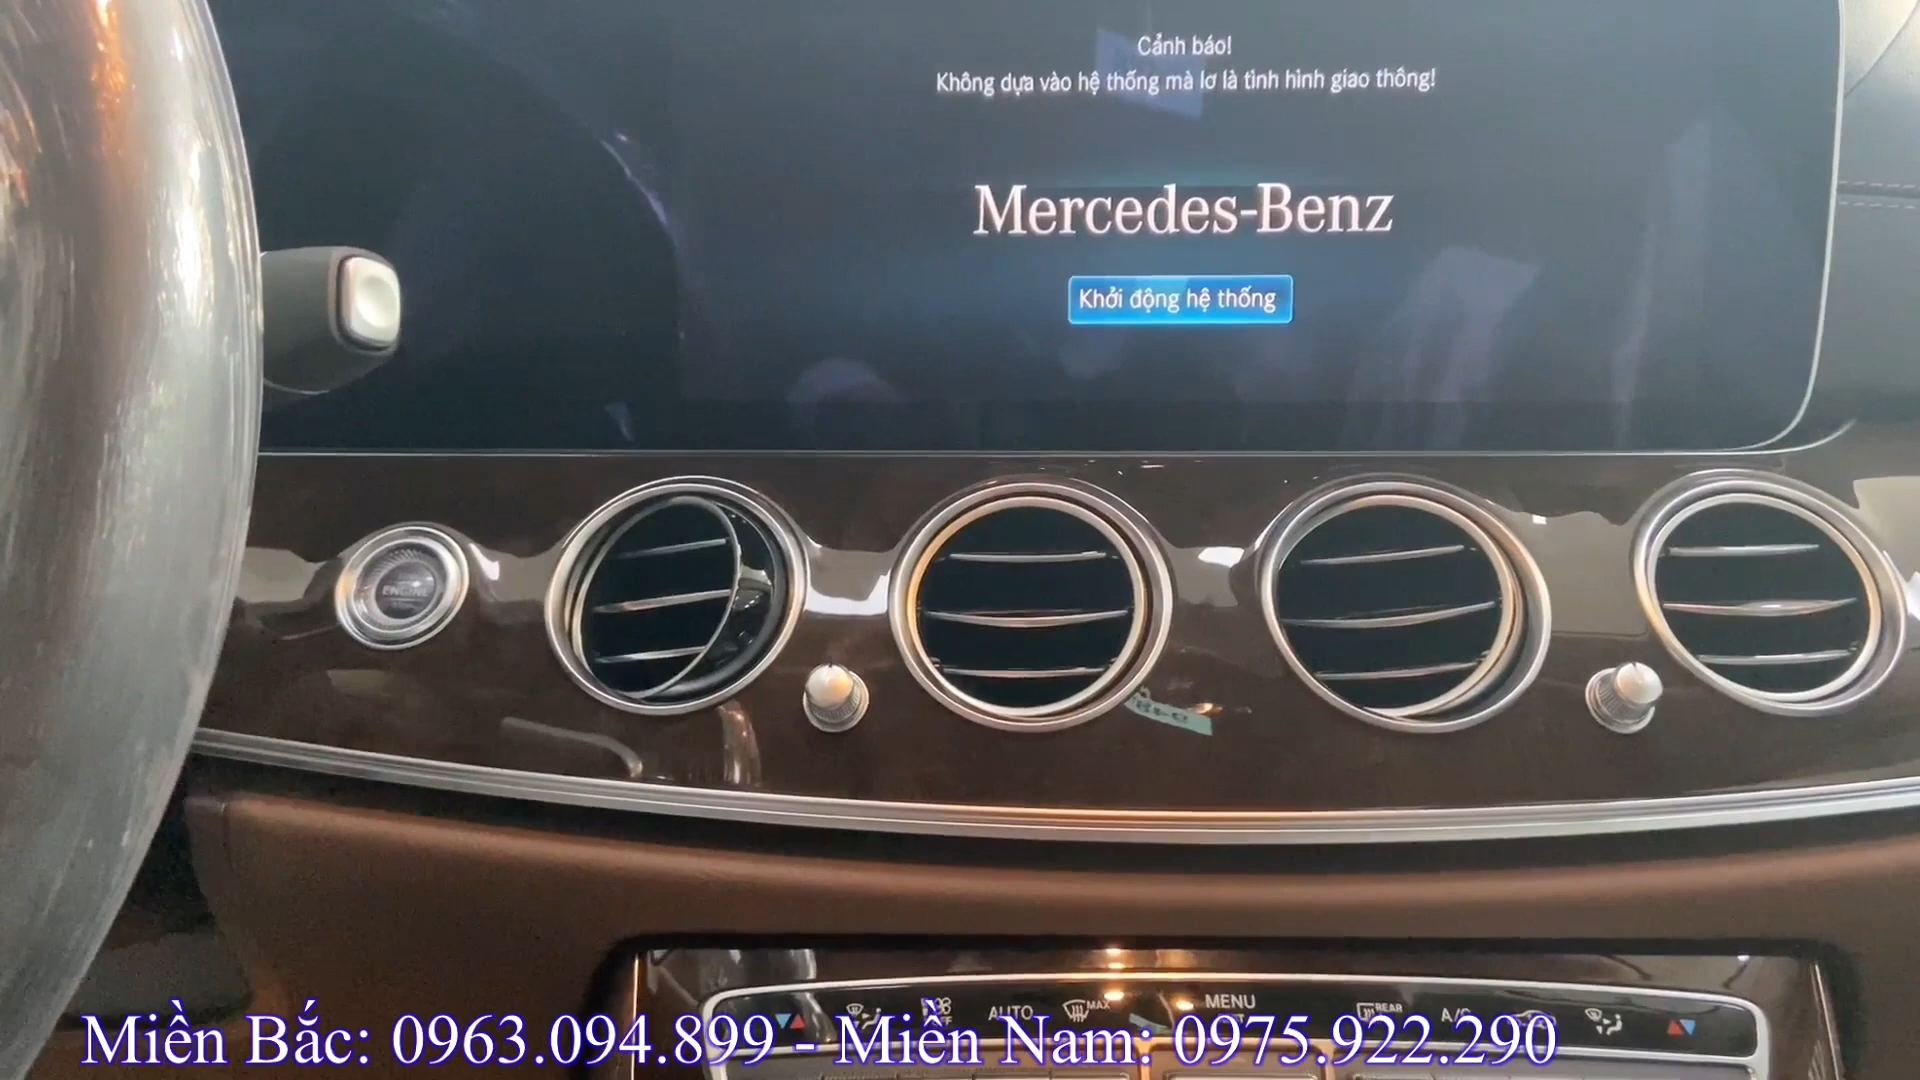 Cảnh báo!
Không dựa vào hệ thống mà lơ là tình hình giao thông!
Mercedes-Benz
Khởi động hệ thống
ENGINE
AUTO
MAX
MENU
REAR
A/C
Miền Bắc: 0963.094.899 - Miền Nam: 0975.922.290